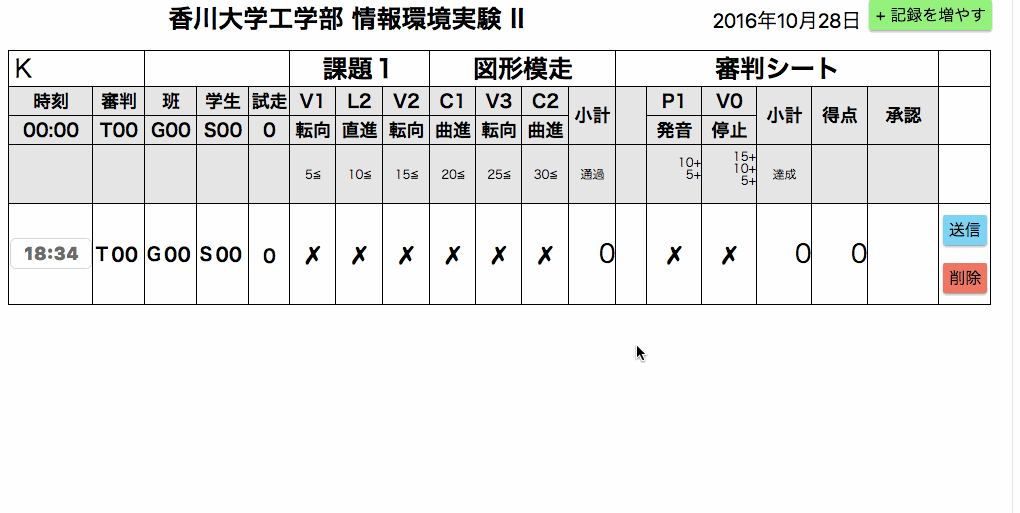 香川大学工学部 情報環境実験 II
2016年10月28日
+ 記録を増やす
K 課題1 図形模走 審判シート
時刻 審判 班 学生 試走 V1 L2 V2 C1 V3 C2 小計 P1 V0 小計 得点 承認
00:00 T00 G00 S00 0 転向 直進 転向 曲進 転向 曲進 発音 停止
5≦ 10≦ 15≦ 20≦ 25≦ 30≦ 通過 10+ 5+ 15+ 10+ 5+ 達成
18:34 T00 G00 S00 0 ✗ ✗ ✗ ✗ ✗ ✗ 0 ✗ ✗ 0 0
送信
削除